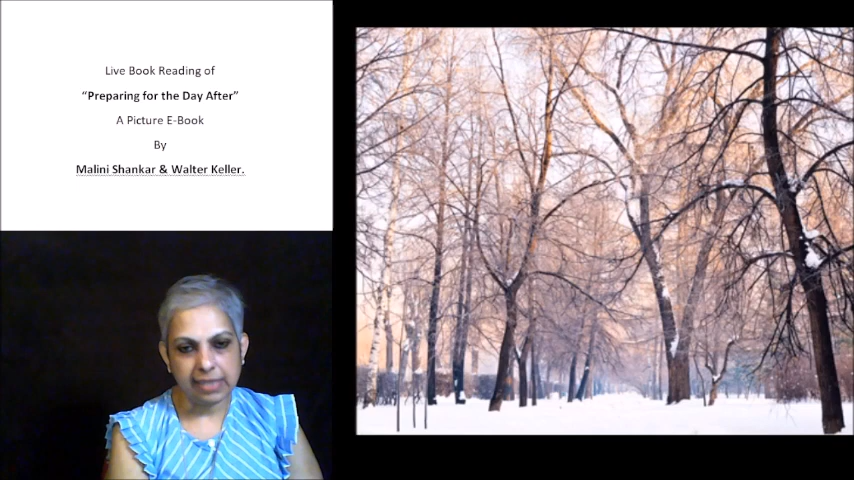 Live Book Reading of
“Preparing for the Day After”
A Picture E-Book
By
Malini Shankar & Walter Keller.